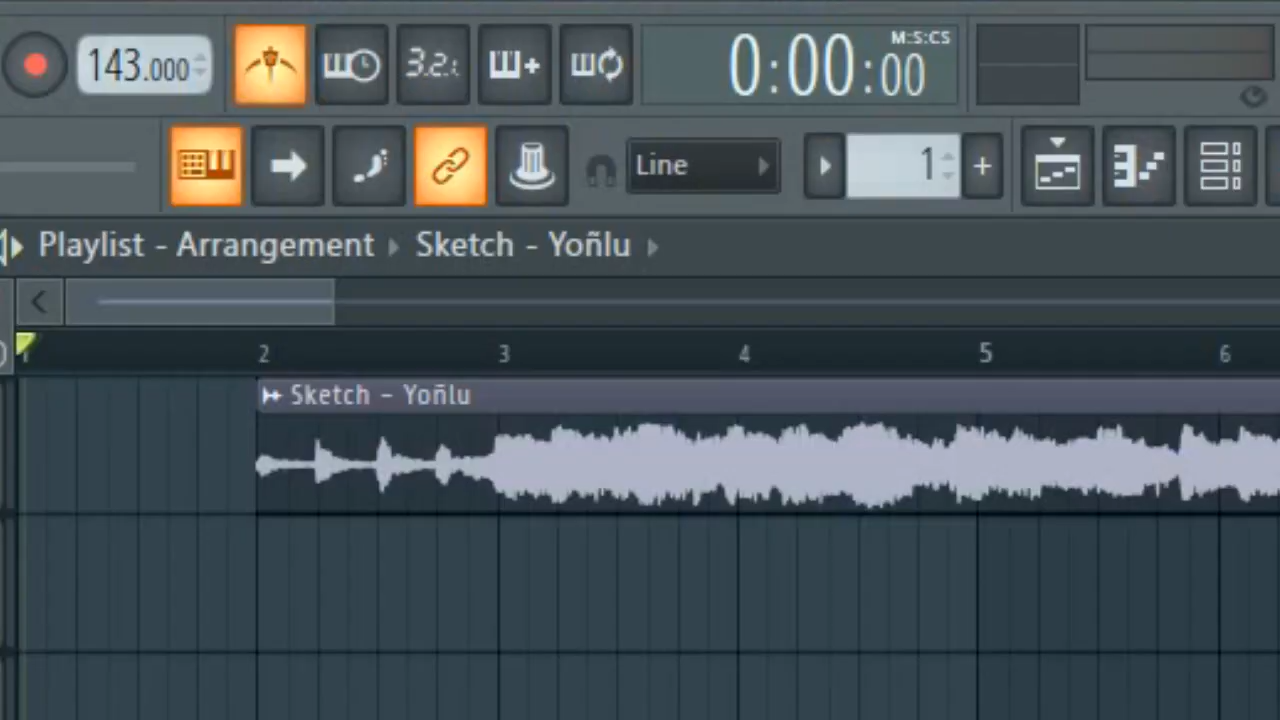 143.000
3.2.:
M:S:CS
0:00:00
Line
1
+
Playlist - Arrangement
Sketch - Yoñlu
1 2 3 4 5 6
Sketch - Yoñlu